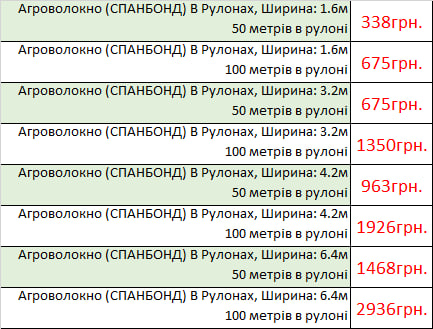 Агроволокно (СПАНБОНД) В Рулонах, Ширина: 1.6м
50 метрів в рулоні
338грн.
Агроволокно (СПАНБОНД) В Рулонах, Ширина: 1.6м
100 метрів в рулоні
675грн.
Агроволокно (СПАНБОНД) В Рулонах, Ширина: 3.2м
50 метрів в рулоні
675грн.
Агроволокно (СПАНБОНД) В Рулонах, Ширина: 3.2м
100 метрів в рулоні
1350грн.
Агроволокно (СПАНБОНД) В Рулонах, Ширина: 4.2м
50 метрів в рулоні
963грн.
Агроволокно (СПАНБОНД) В Рулонах, Ширина: 4.2м
100 метрів в рулоні
1926грн.
Агроволокно (СПАНБОНД) В Рулонах, Ширина: 6.4м
50 метрів в рулоні
1468грн.
Агроволокно (СПАНБОНД) В Рулонах, Ширина: 6.4м
100 метрів в рулоні
2936грн.